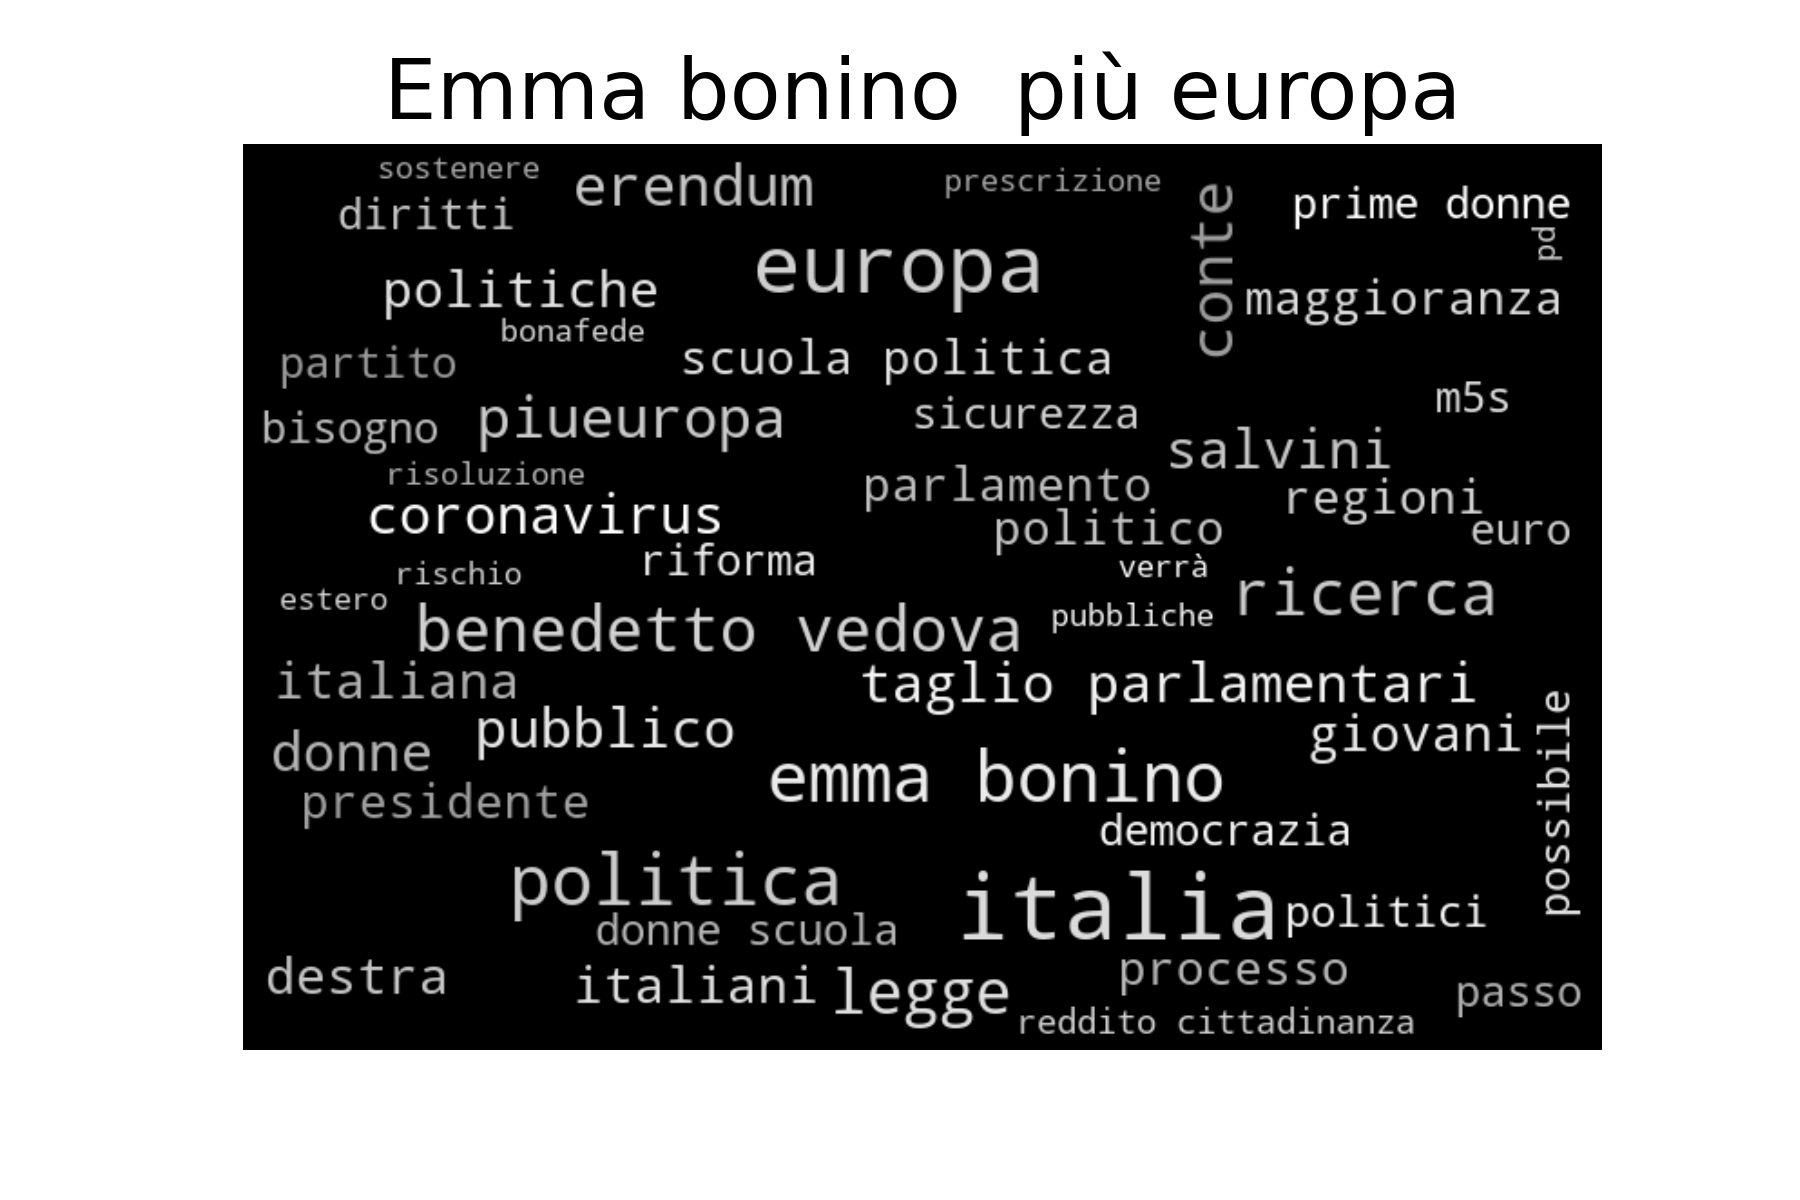 Emma bonino  più europa
sostenere
erendum
prescrizione
diritti
conte
prime donne
pd
europa
politiche
maggioranza
bonafede
partito
scuola politica
m5s
bisogno
piueuropa
sicurezza
salvini
risoluzione
parlamento
regioni
coronavirus
politico
euro
riforma
verrà
rischio
ricerca
estero
benedetto vedova
pubbliche
italiana
taglio parlamentari
pubblico
giovani
possibile
donne
emma bonino
presidente
democrazia
politica
italia
politici
donne scuola
destra
italiani
legge
processo
passo
reddito cittadinanza